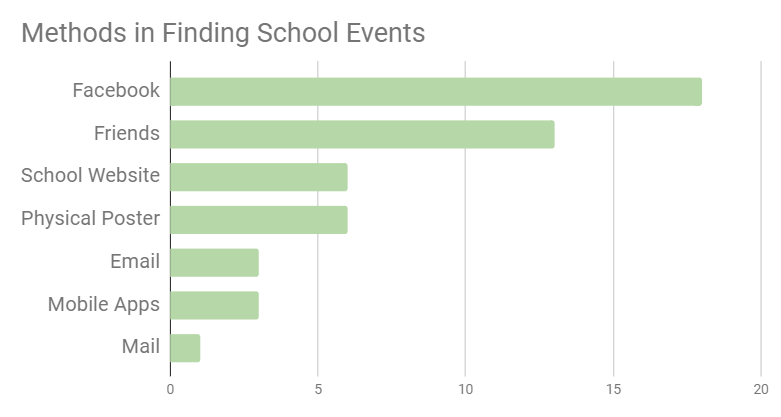 Methods in Finding School Events
Facebook
Friends
School Website
Physical Poster
Email
Mobile Apps
Mail
0 5 10 15 20